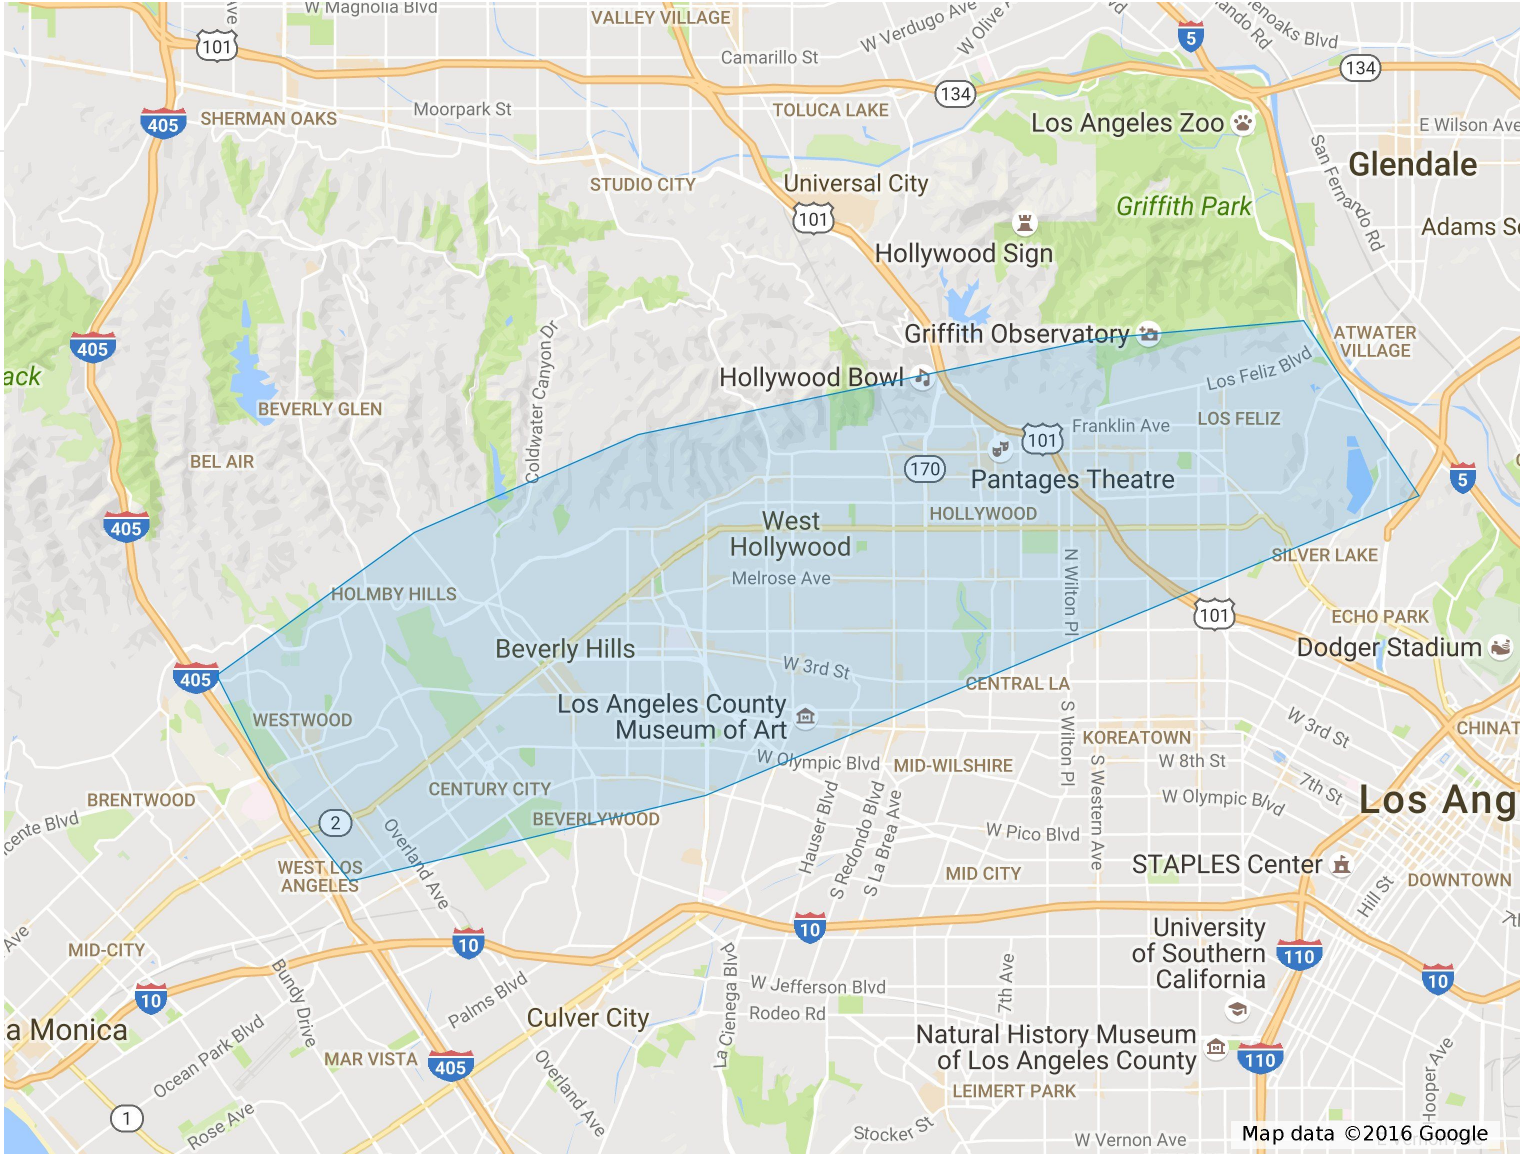 W Magnolia Blvd
VALLEY VILLAGE
W Verdugo Ave
W Olive
Glenoaks Blvd
101
5
Camarillo St
134
134
405
SHERMAN OAKS
Moorpark St
TOLUCA LAKE
Los Angeles Zoo
E Wilson Ave
San Fernando Rd
Glendale
STUDIO CITY
Universal City
Griffith Park
101
Adams S
Hollywood Sign
405
Griffith Observatory
ATWATER
VILLAGE
ack
Coldwater Canyon Dr
Hollywood Bowl
Los Feliz Blvd
BEVERLY GLEN
LOS FELIZ
Franklin Ave
101
BEL AIR
170
Pantages Theatre
5
405
West
Hollywood
HOLLYWOOD
SILVER LAKE
Melrose Ave
N Wilton Pl
HOLMBY HILLS
101
ECHO PARK
Beverly Hills
Dodger Stadium
405
W 3rd St
CENTRAL LA
Los Angeles County
Museum of Art
WESTWOOD
S Wilton Pl
W 3rd St
CHINAT
KOREATOWN
W Olympic Blvd
MID-WILSHIRE
W 8th St
7th St
CENTURY CITY
BRENTWOOD
W Olympic Blvd
Los Ang
2
BEVERLYWOOD
cente Blvd
Overland Ave
Hauser Blvd
S Redondo Blvd
S La Brea Ave
S Western Ave
W Pico Blvd
WEST LOS
ANGELES
MID CITY
STAPLES Center
DOWNTOWN
Hill St
10
10
University
of Southern
California
110
10
MID-CITY
10
Bundy Drive
Palms Blvd
La Cienega Blvd
W Jefferson Blvd
7th Ave
Rodeo Rd
Culver City
a Monica
Natural History Museum
of Los Angeles County
110
Ocean Park Blvd
MAR VISTA
405
Overland Ave
LEIMERT PARK
Hooper Ave
1
Rose Ave
Stocker St
W Vernon Ave
Map data ©2016 Google